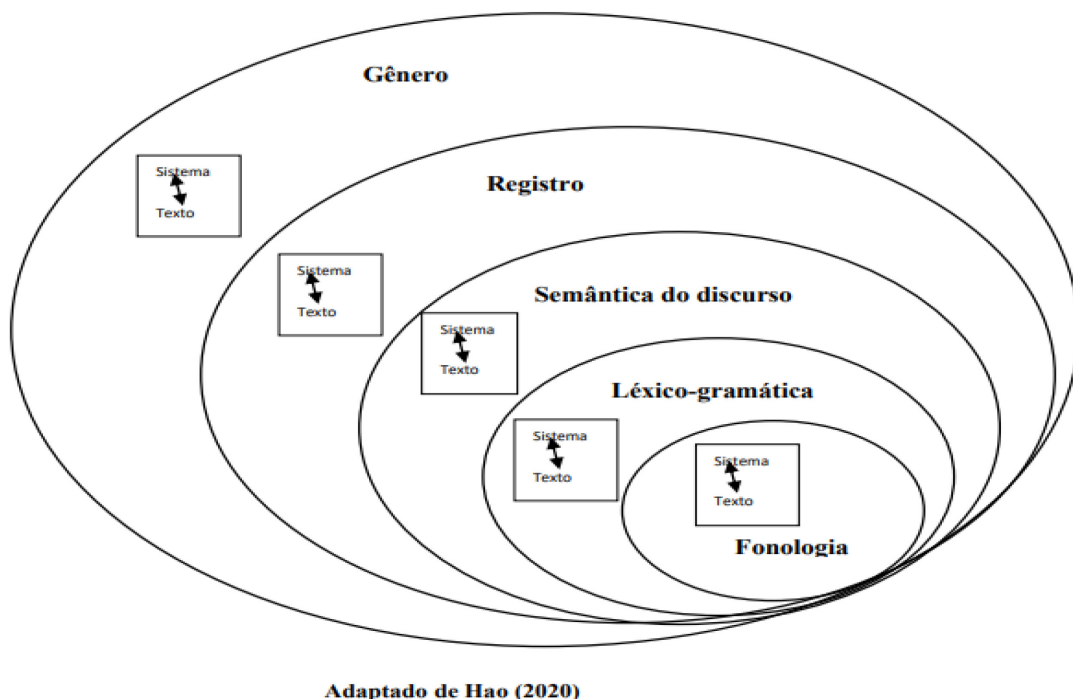 Gênero
Sistema
Texto
Registro
Sistema
Texto
Semântica do discurso
Sistema
Texto
Léxico-gramática
Sistema
Texto
Sistema
Texto
Fonologia
Adaptado de Hao (2020)